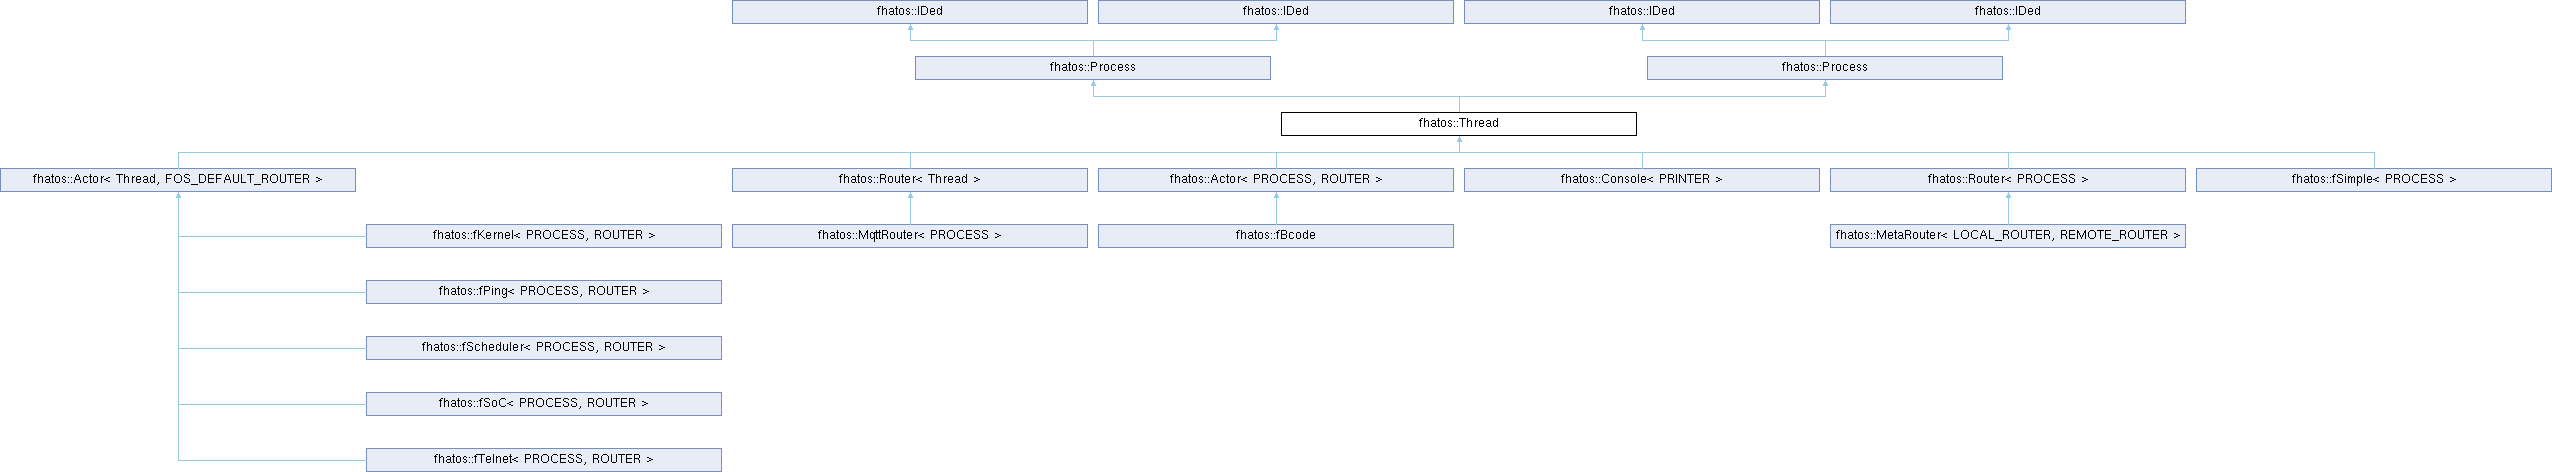 fhatos::IDed
fhatos::IDed
fhatos::IDed
fhatos::IDed
fhatos::Process
fhatos::Process
fhatos::Thread
fhatos::Actor< Thread, FOS_DEFAULT_ROUTER >
fhatos::Router< Thread >
fhatos::Actor< PROCESS, ROUTER >
fhatos::Console< PRINTER >
fhatos::Router< PROCESS >
fhatos::fSimple< PROCESS >
fhatos::fKernel< PROCESS, ROUTER >
fhatos::MqttRouter< PROCESS >
fhatos::fBcode
fhatos::MetaRouter< LOCAL_ROUTER, REMOTE_ROUTER >
fhatos::fPing< PROCESS, ROUTER >
fhatos::fScheduler< PROCESS, ROUTER >
fhatos::fSoC< PROCESS, ROUTER >
fhatos::fTelnet< PROCESS, ROUTER >